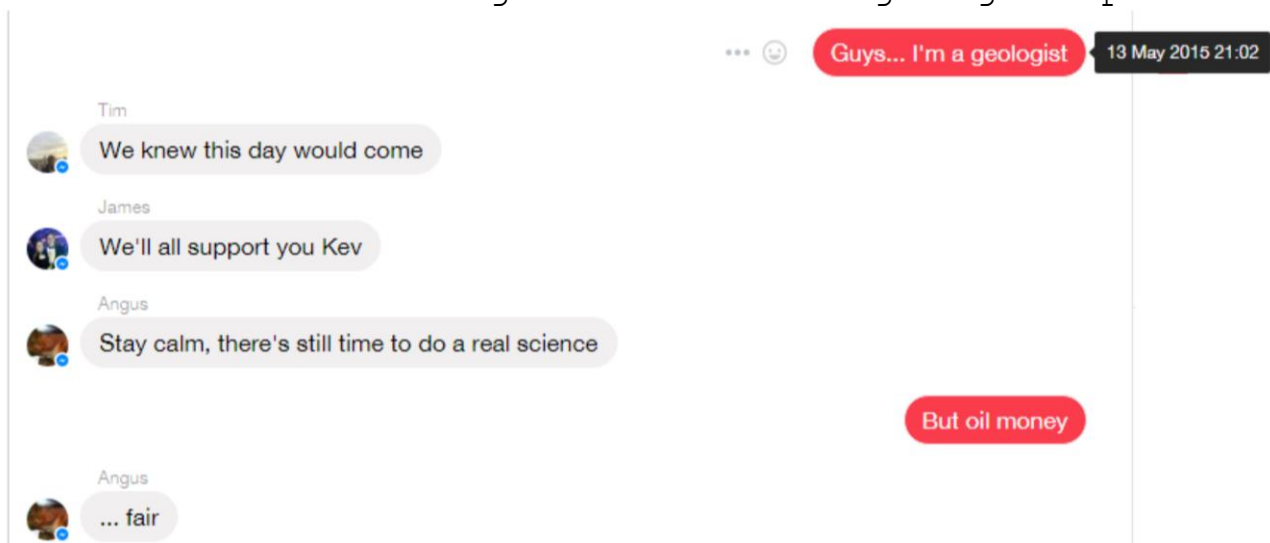 Guys... I'm a geologist
13 May 2015 21:02
Tim
We knew this day would come
James
We'll all support you Kev
Angus
Stay calm, there's still time to do a real science
But oil money
Angus
... fair